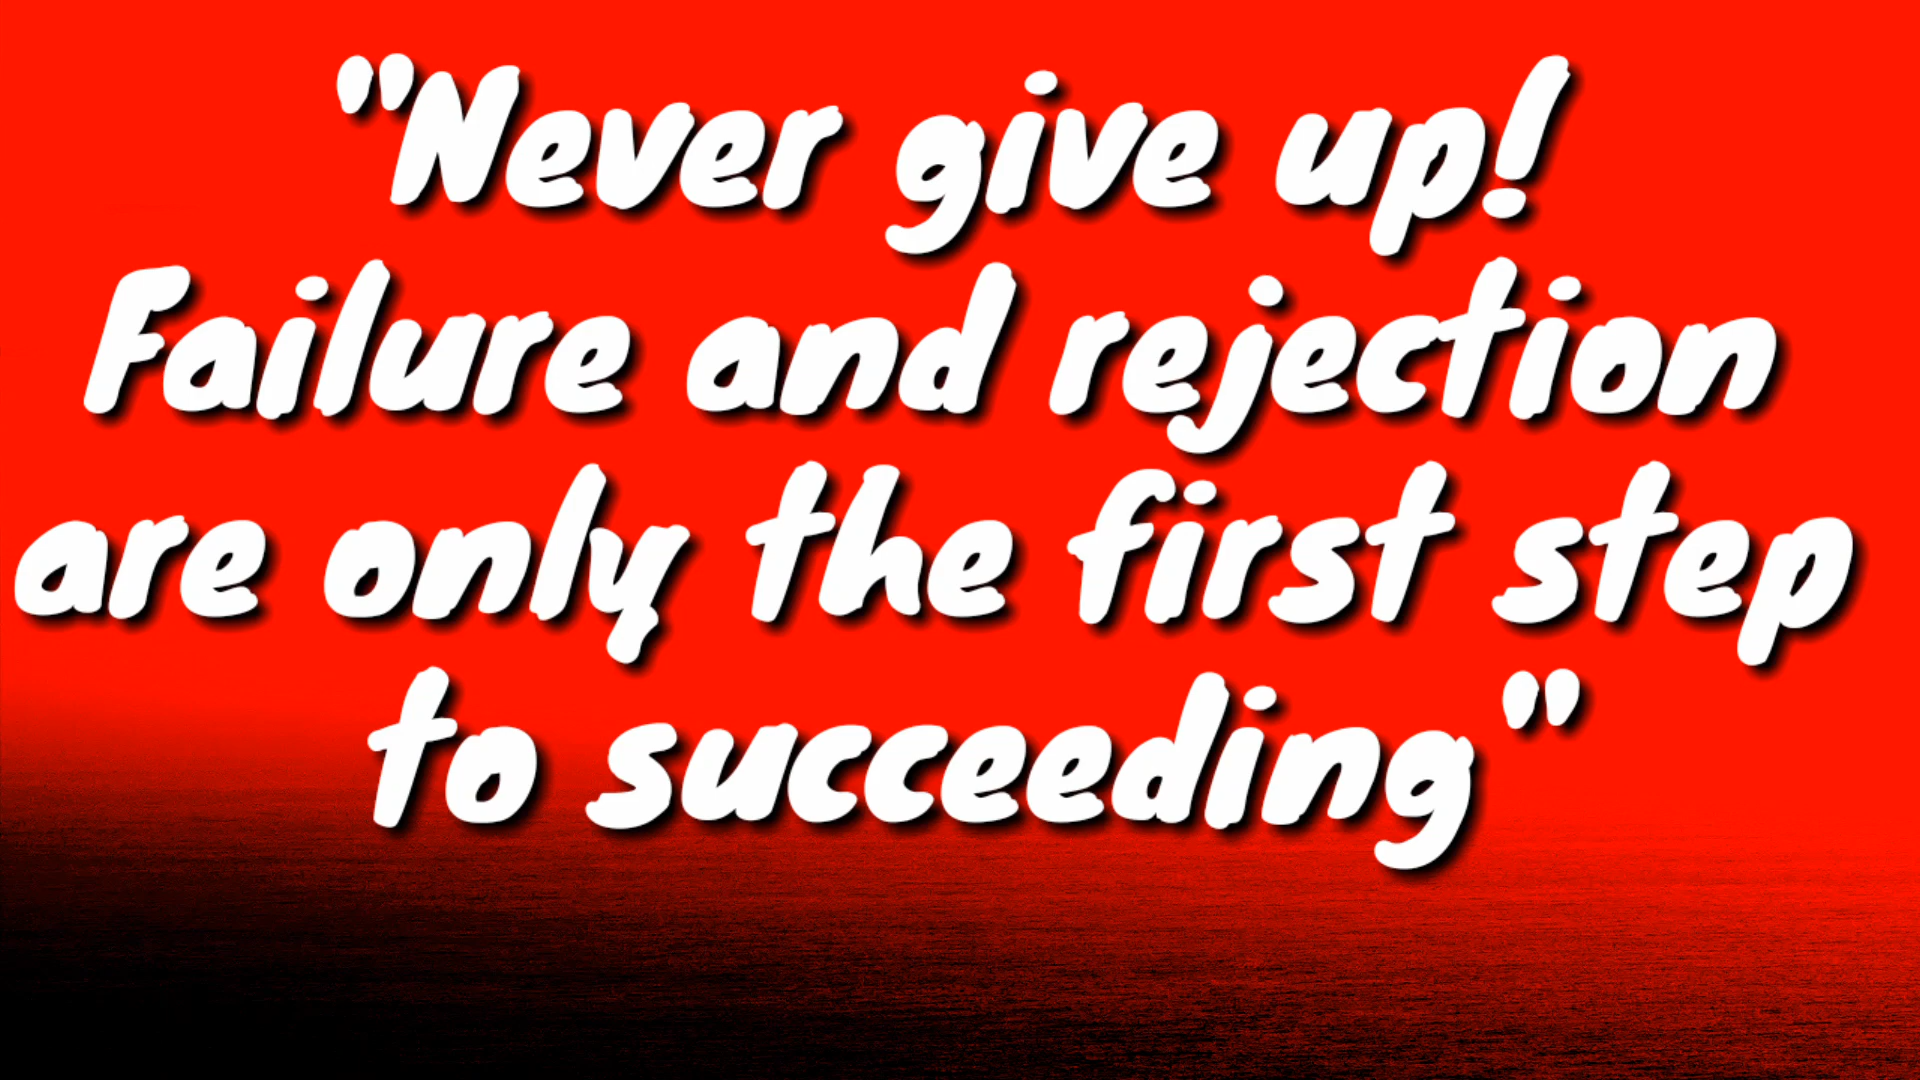 "Never give up!
Failure and rejection
are only the first step
to succeeding"